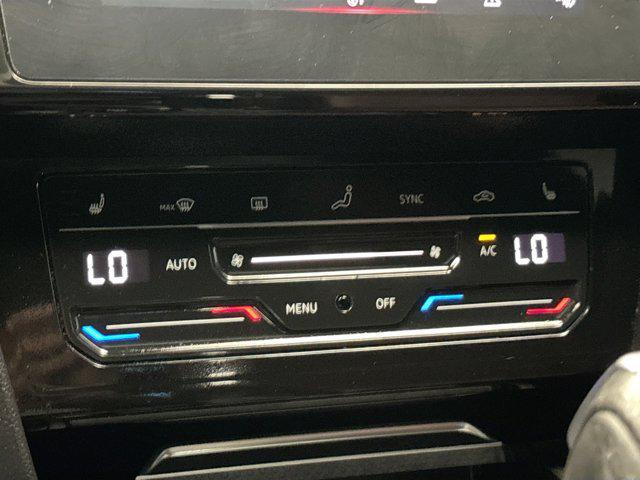 MAX SYNC
LO AUTO A/C LO
MENU OFF